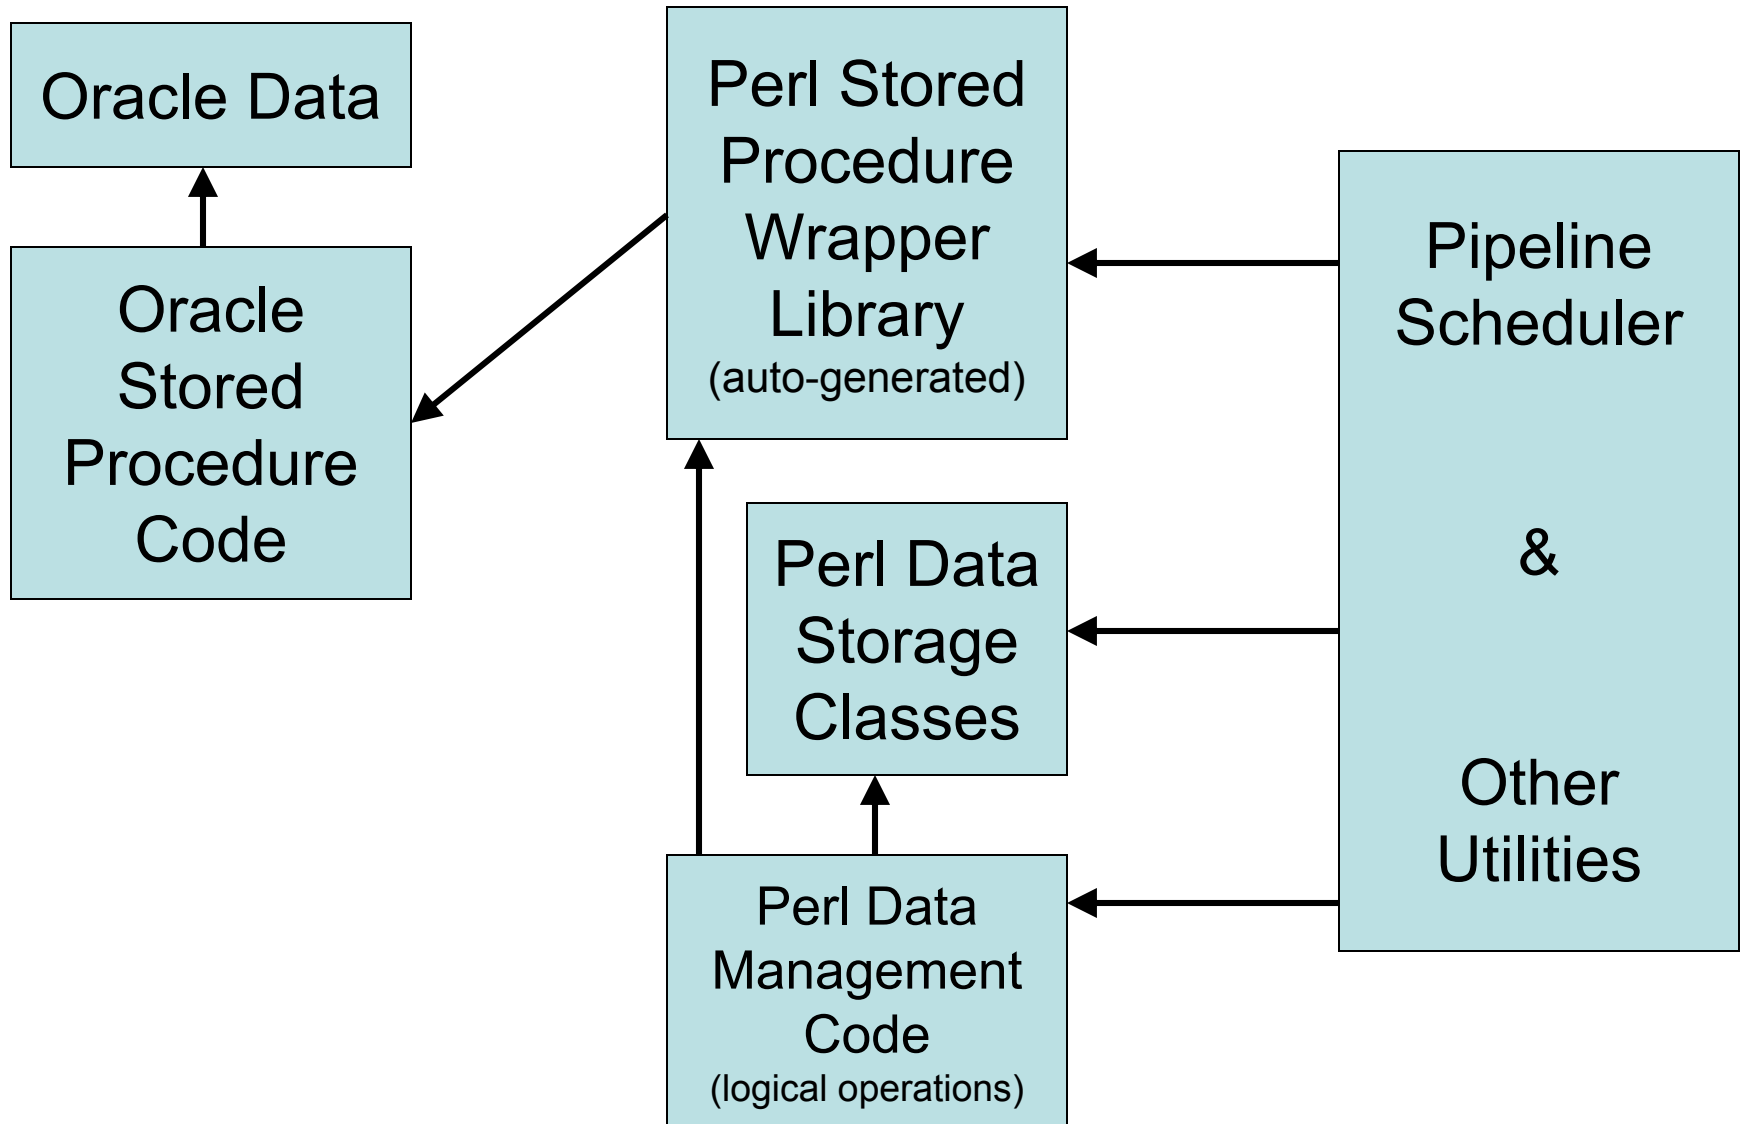 Oracle Data
Oracle
Stored
Procedure
Code
Perl Stored
Procedure
Wrapper
Library
(auto-generated)
Perl Data
Storage
Classes
Perl Data
Management
Code
(logical operations)
Pipeline
Scheduler
&
Other
Utilities